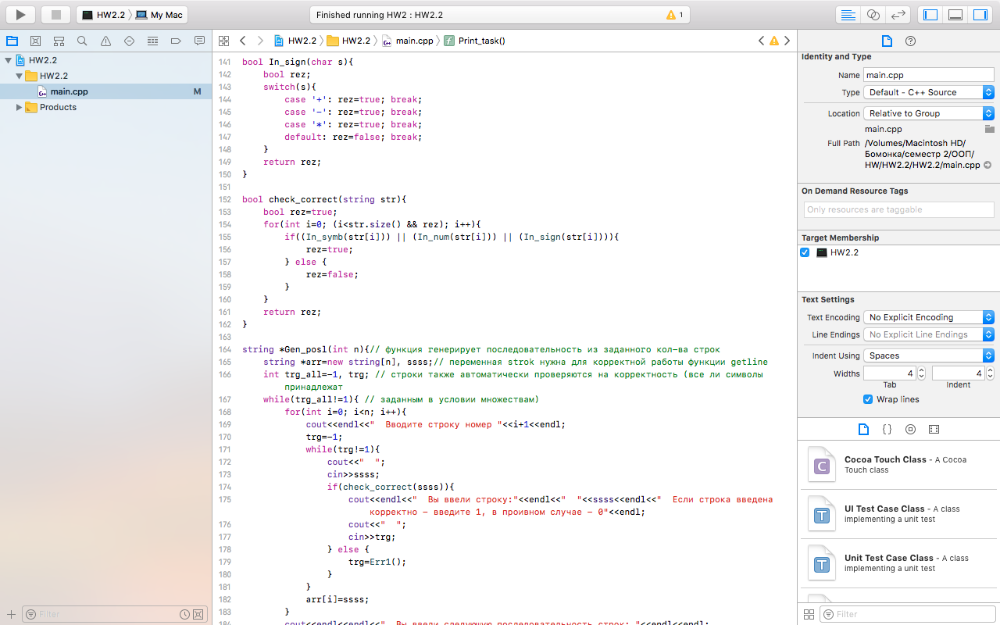 HW2.2 My Mac
Finished running HW2 : HW2.2
1
HW2.2
HW2.2
main.cpp M
Products
Filter
HW2.2 HW2.2 main.cpp Print_task()
141 bool In_sign(char s){
142 bool rez;
143 switch(s){
144 case '+': rez=true; break;
145 case '-': rez=true; break;
146 case '*': rez=true; break;
147 default: rez=false; break;
148 }
149 return rez;
150 }
151
152 bool check_correct(string str){
153 bool rez=true;
154 for(int i=0; (i<str.size() && rez); i++){
155 if((In_symb(str[i])) || (In_num(str[i])) || (In_sign(str[i]))){
156 rez=true;
157 } else {
158 rez=false;
159 }
160 }
161 return rez;
162 }
163
164 string *Gen_posl(int n){// функция генерирует последовательность из заданного кол-ва строк
165 string *arr=new string[n], ssss;// переменная strok нужна для корректной работы функции getline
166 int trg_all=-1, trg; // строки также автоматически проверяются на корректность (все ли символы
принадлежат
167 while(trg_all!=1){ // заданным в условии множествам)
168 for(int i=0; i<n; i++){
169 cout<<endl<<"  Вводите строку номер "<<i+1<<endl;
170 trg=-1;
171 while(trg!=1){
172 cout<<"  ";
173 cin>>ssss;
174 if(check_correct(ssss)){
175 cout<<endl<<"  Вы ввели строку:"<<endl<<"  "<<ssss<<endl<<"  Если строка введена
корректно – введите 1, в проивном случае – 0"<<endl;
176 cout<<"  ";
177 cin>>trg;
178 } else {
179 trg=Err1();
180 }
181 }
182 arr[i]=ssss;
183 }
184 cout<<endl<<endl<<"  Вы ввели следующую последовательность строк: "<<endl<<endl;
Identity and Type
Name main.cpp
Type Default - C++ Source
Location Relative to Group
main.cpp
Full Path /Volumes/Macintosh HD/
Бомонка/семестр 2/ООП/
HW/HW2.2/HW2.2/main.cpp
On Demand Resource Tags
Only resources are taggable
Target Membership
HW2.2
Text Settings
Text Encoding No Explicit Encoding
Line Endings No Explicit Line Endings
Indent Using Spaces
Widths 4 4
Tab Indent
Wrap lines
C Cocoa Touch Class - A Cocoa
Touch class
T UI Test Case Class - A class
implementing a unit test
T Unit Test Case Class - A class
implementing a unit test
Filter